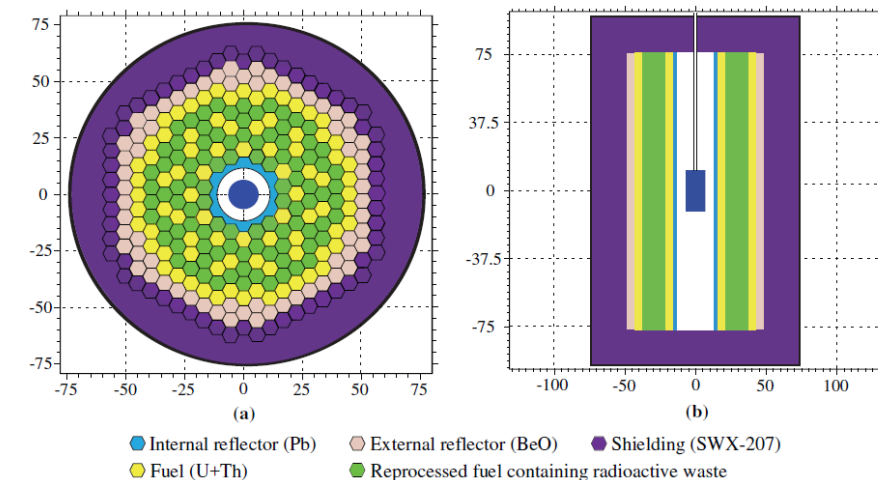 75
50
25
0
-25
-50
-75
-75 -50 -25 0 25 50 75
(a)
75
37.5
0
-37.5
-75
-100 -50 0 50 100
(b)
Internal reflector (Pb) External reflector (BeO) Shielding (SWX-207)
Fuel (U+Th) Reprocessed fuel containing radioactive waste